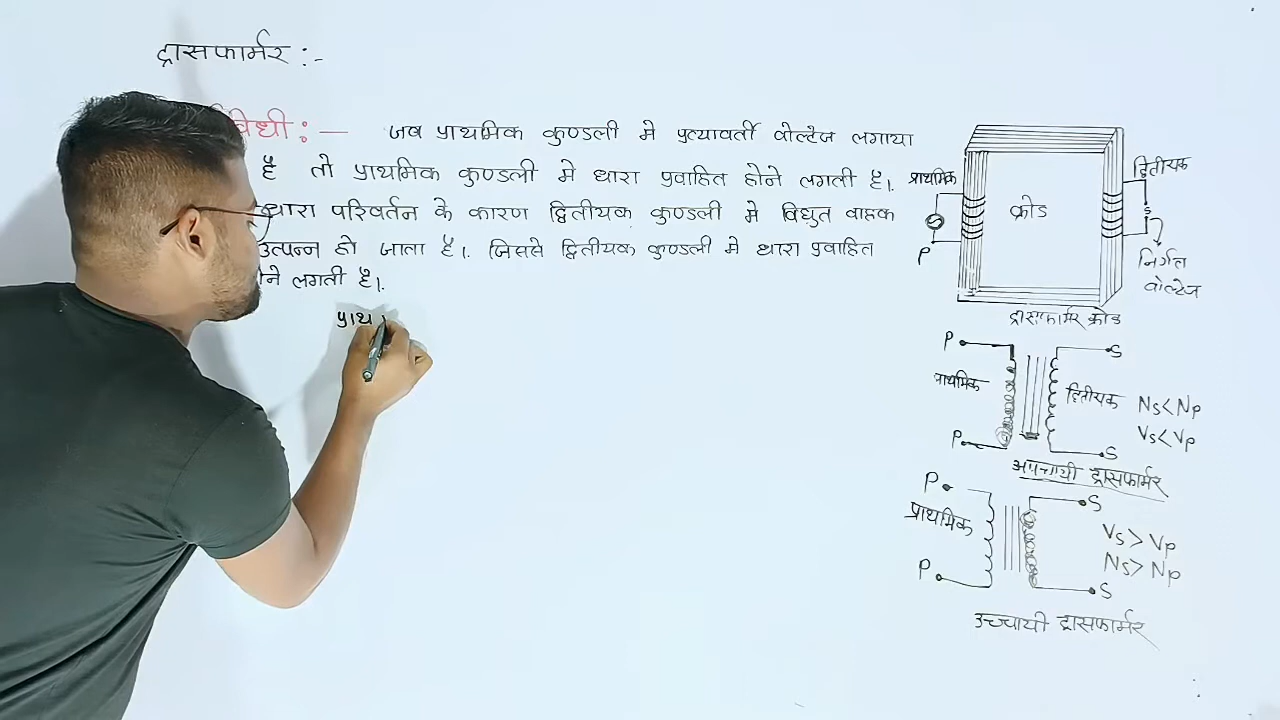 ट्रासफार्मर :-
विधी :— जब प्राथमिक कुण्डली मे प्रत्यावर्ती वोल्टेज लगाया
है तो प्राथमिक कुण्डली मे धारा प्रवाहित होने लगती है।.
धारा परिवर्तन के कारण द्वितीयक कुण्डली मे विद्युत वाहक
उत्पन्न हो जाता है।. जिससे द्वितीयक कुण्डली मे धारा प्रवाहित
ने लगती है।.
प्राथ
प्राथमिक
द्वितीयक
क्रोड
P
S
निर्गत
वोल्टेज
ट्रासफार्मर क्रोड
P S
प्राथमिक
द्वितीयक
Ns<Np
Vs<Vp
P S
अपचायी ट्रासफार्मर
P S
प्राथमिक
Vs>Vp
Ns>Np
P S
उच्चायी ट्रासफार्मर